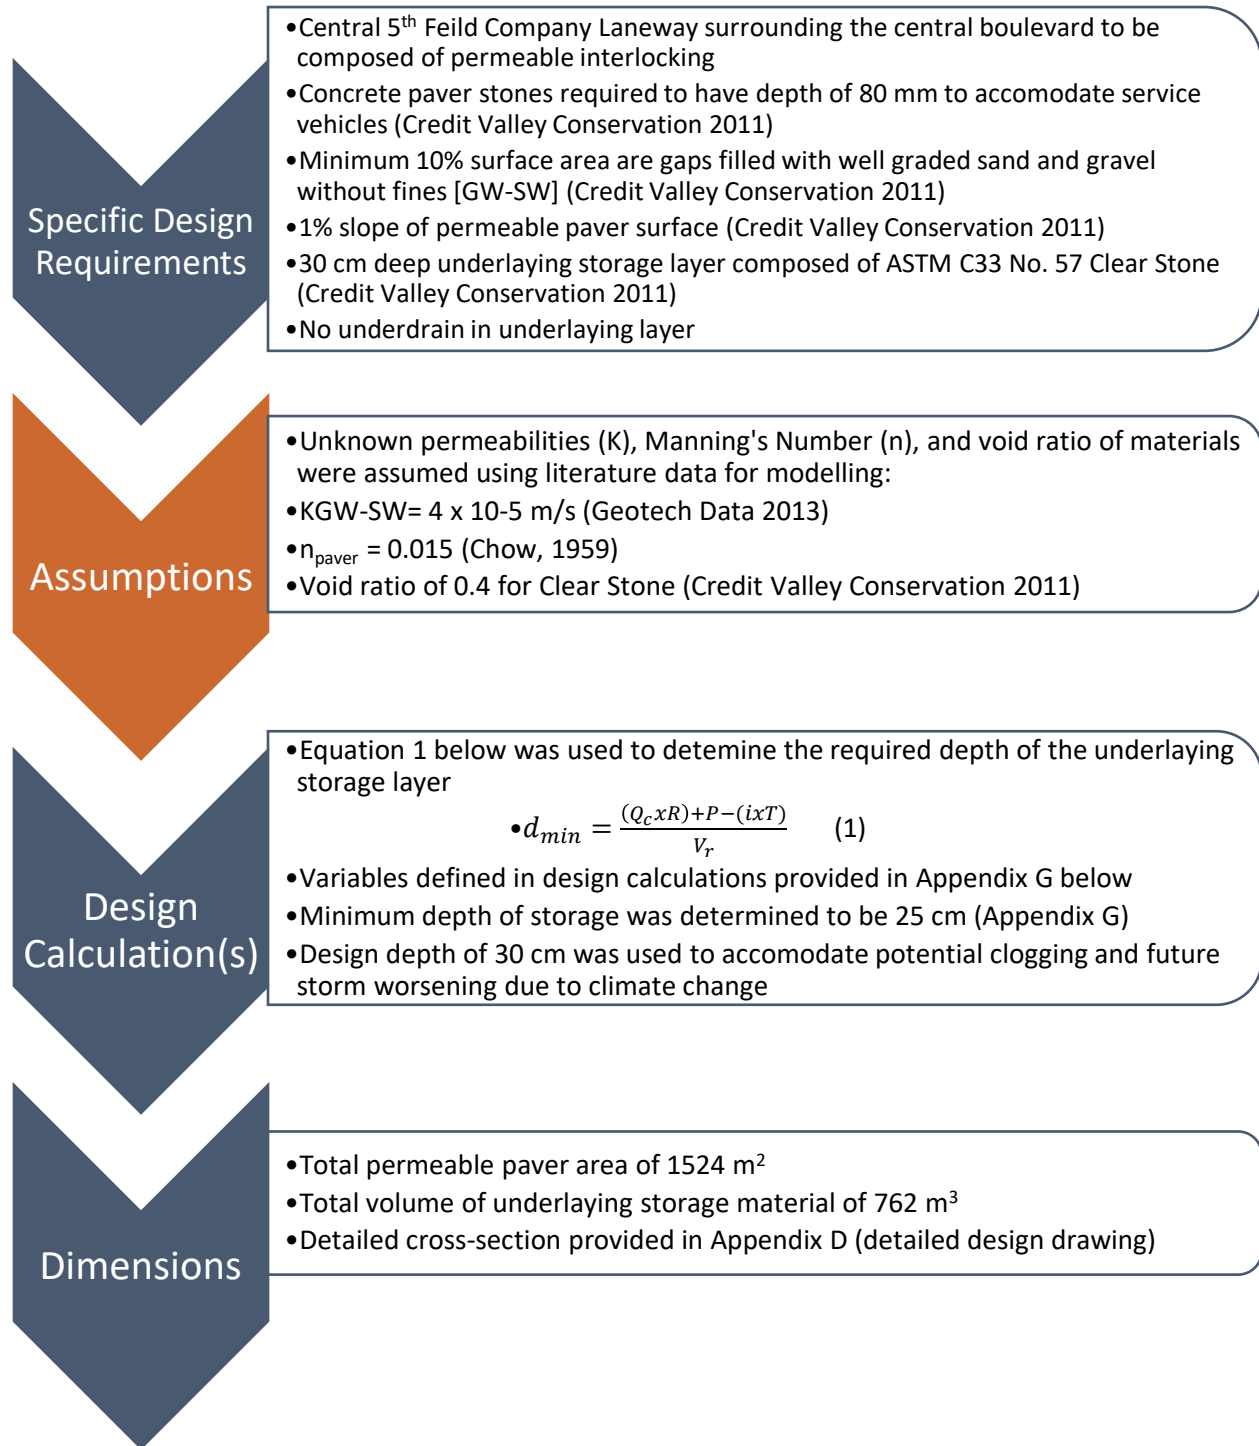 Specific Design
Requirements
•Central 5th Feild Company Laneway surrounding the central boulevard to be
composed of permeable interlocking
•Concrete paver stones required to have depth of 80 mm to accomodate service
vehicles (Credit Valley Conservation 2011)
•Minimum 10% surface area are gaps filled with well graded sand and gravel
without fines [GW-SW] (Credit Valley Conservation 2011)
•1% slope of permeable paver surface (Credit Valley Conservation 2011)
•30 cm deep underlaying storage layer composed of ASTM C33 No. 57 Clear Stone
(Credit Valley Conservation 2011)
•No underdrain in underlaying layer
Assumptions
•Unknown permeabilities (K), Manning's Number (n), and void ratio of materials
were assumed using literature data for modelling:
•KGW-SW= 4 x 10-5 m/s (Geotech Data 2013)
•npaver = 0.015 (Chow, 1959)
•Void ratio of 0.4 for Clear Stone (Credit Valley Conservation 2011)
Design
Calculation(s)
•Equation 1 below was used to detemine the required depth of the underlaying
storage layer
•d_min = ((Q_c x R)+P−(i x T))/V_r (1)
•Variables defined in design calculations provided in Appendix G below
•Minimum depth of storage was determined to be 25 cm (Appendix G)
•Design depth of 30 cm was used to accomodate potential clogging and future
storm worsening due to climate change
Dimensions
•Total permeable paver area of 1524 m²
•Total volume of underlaying storage material of 762 m³
•Detailed cross-section provided in Appendix D (detailed design drawing)